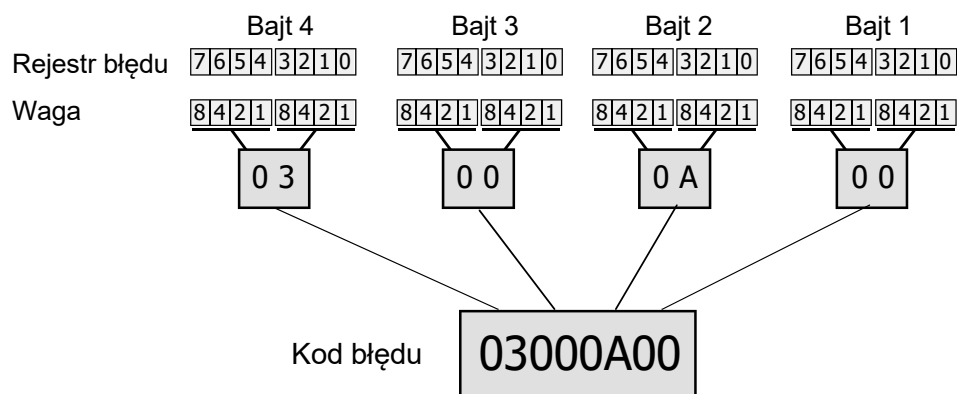 Bajt 4 Bajt 3 Bajt 2 Bajt 1
Rejestr błędu 7 6 5 4 3 2 1 0 7 6 5 4 3 2 1 0 7 6 5 4 3 2 1 0 7 6 5 4 3 2 1 0
Waga 8 4 2 1 8 4 2 1 8 4 2 1 8 4 2 1 8 4 2 1 8 4 2 1 8 4 2 1 8 4 2 1
0 3 0 0 0 A 0 0
Kod błędu 03000A00